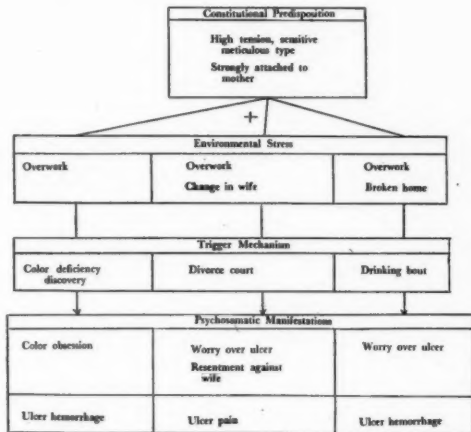 Constitutional Predisposition
High tension, sensitive
meticulous type
Strongly attached to
mother
+
Environmental Stress
Overwork
Overwork
Change in wife
Overwork
Broken home
Trigger Mechanism
Color deficiency
discovery
Divorce court
Drinking bout
Psychosomatic Manifestations
Color obsession
Worry over ulcer
Resentment against
wife
Worry over ulcer
Ulcer hemorrhage
Ulcer pain
Ulcer hemorrhage